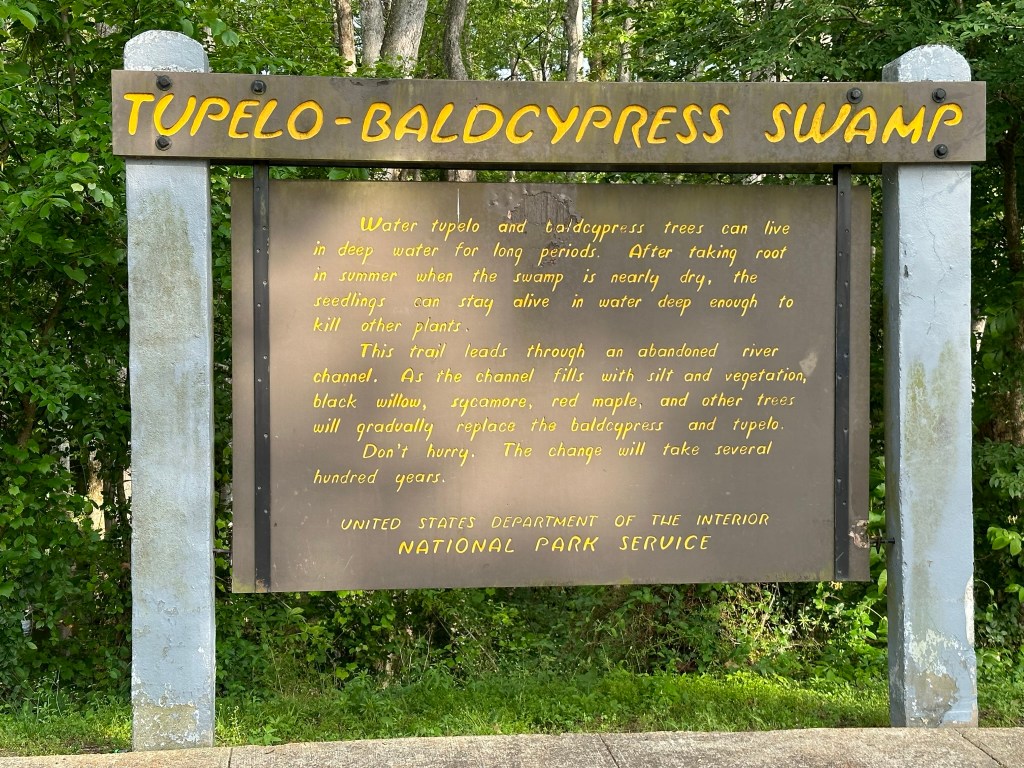 TUPELO-BALDCYPRESS SWAMP
Water tupelo and baldcypress trees can live
in deep water for long periods. After taking root
in summer when the swamp is nearly dry, the
seedlings can stay alive in water deep enough to
kill other plants.
This trail leads through an abandoned river
channel. As the channel fills with silt and vegetation,
black willow, sycamore, red maple, and other trees
will gradually replace the baldcypress and tupelo.
Don't hurry. The change will take several
hundred years.
UNITED STATES DEPARTMENT OF THE INTERIOR
NATIONAL PARK SERVICE